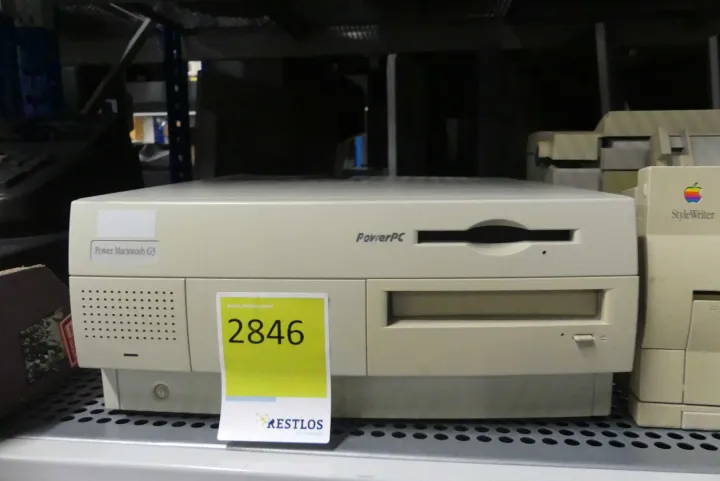 PowerPC
Power Macintosh G3
StyleWriter
2846
RESTLOS